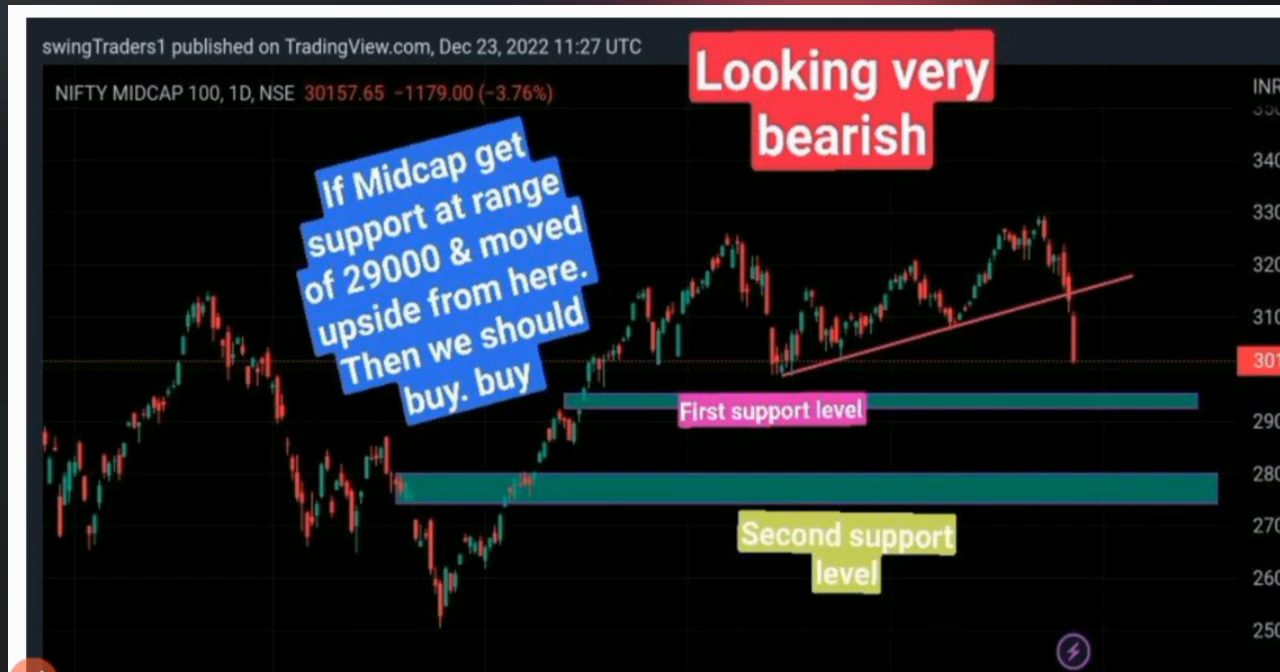 swingTraders1 published on TradingView.com, Dec 23, 2022 11:27 UTC
NIFTY MIDCAP 100, 1D, NSE 30157.65 −1179.00 (−3.76%)
Looking very
bearish
If Midcap get
support at range
of 29000 & moved
upside from here.
Then we should
buy. buy
INR
340
330
320
310
301
290
280
270
260
250
First support level
Second support
level